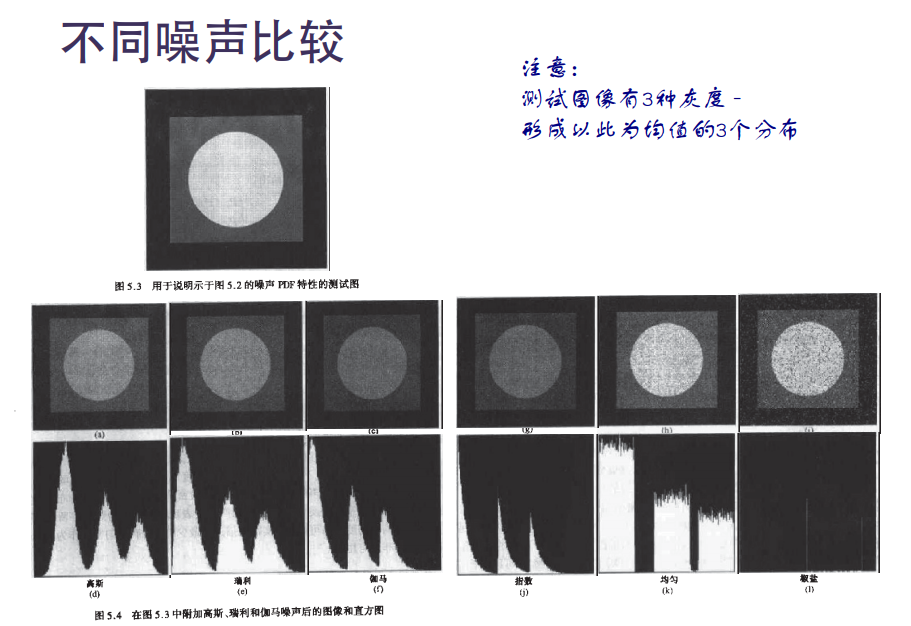 不同噪声比较
注意:
测试图像有3种灰度-
形成以此为均值的3个分布
图 5.3 用于说明示于图 5.2 的噪声 PDF 特性的测试图
(a) (b) (c) (g) (h) (i)
高斯 瑞利 伽马 指数 均匀 椒盐
(d) (e) (f) (j) (k) (l)
图 5.4 在图 5.3 中附加高斯、瑞利和伽马噪声后的图像和直方图